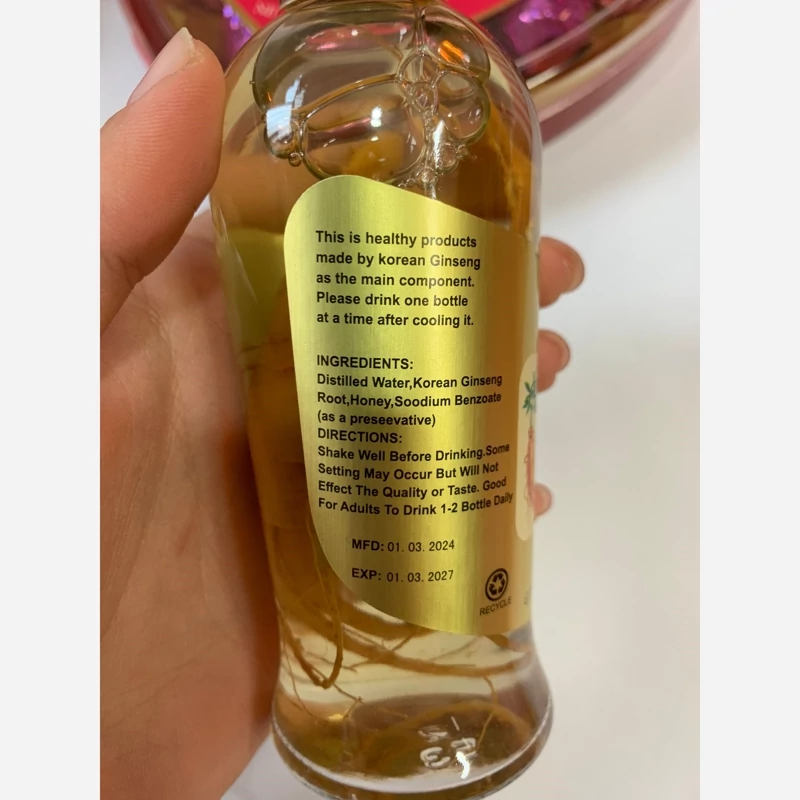 This is healthy products
made by korean Ginseng
as the main component.
Please drink one bottle
at a time after cooling it.
INGREDIENTS:
Distilled Water,Korean Ginseng
Root,Honey,Soodium Benzoate
(as a preseevative)
DIRECTIONS:
Shake Well Before Drinking.Some
Setting May Occur But Will Not
Effect The Quality or Taste. Good
For Adults To Drink 1-2 Bottle Daily
MFD: 01. 03. 2024
EXP: 01. 03. 2027
RECYCLE